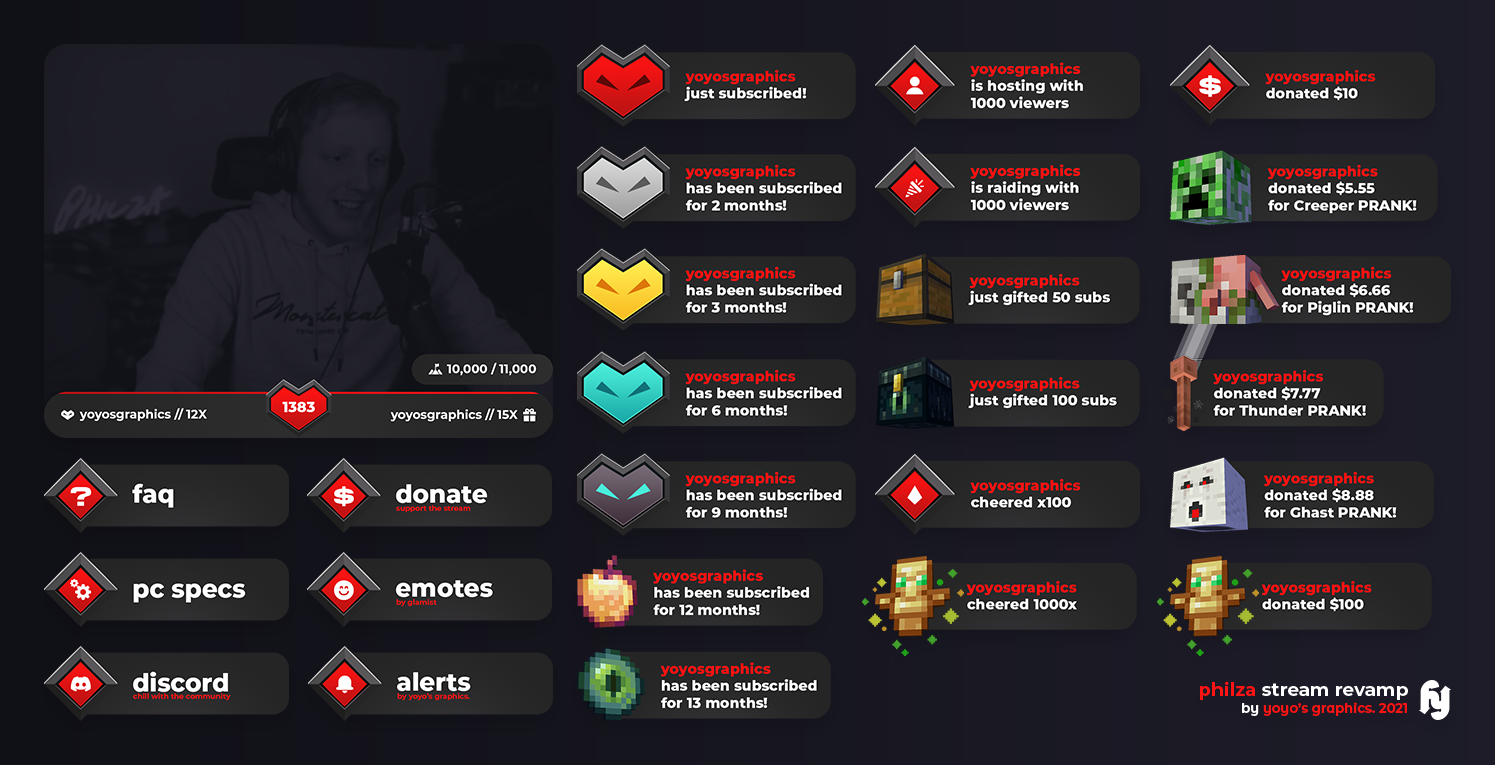 PHILZA
Monstercat
10,000 / 11,000
yoyosgraphics // 12X
1383
yoyosgraphics // 15X
faq
donate
support the stream
pc specs
emotes
by glamist
discord
chill with the community
alerts
by yoyo's graphics.
yoyosgraphics
just subscribed!
yoyosgraphics
has been subscribed
for 2 months!
yoyosgraphics
has been subscribed
for 3 months!
yoyosgraphics
has been subscribed
for 6 months!
yoyosgraphics
has been subscribed
for 9 months!
yoyosgraphics
has been subscribed
for 12 months!
yoyosgraphics
has been subscribed
for 13 months!
yoyosgraphics
is hosting with
1000 viewers
yoyosgraphics
is raiding with
1000 viewers
yoyosgraphics
just gifted 50 subs
yoyosgraphics
just gifted 100 subs
yoyosgraphics
cheered x100
yoyosgraphics
cheered 1000x
yoyosgraphics
donated $10
yoyosgraphics
donated $5.55
for Creeper PRANK!
yoyosgraphics
donated $6.66
for Piglin PRANK!
yoyosgraphics
donated $7.77
for Thunder PRANK!
yoyosgraphics
donated $8.88
for Ghast PRANK!
yoyosgraphics
donated $100
philza stream revamp
by yoyo's graphics. 2021